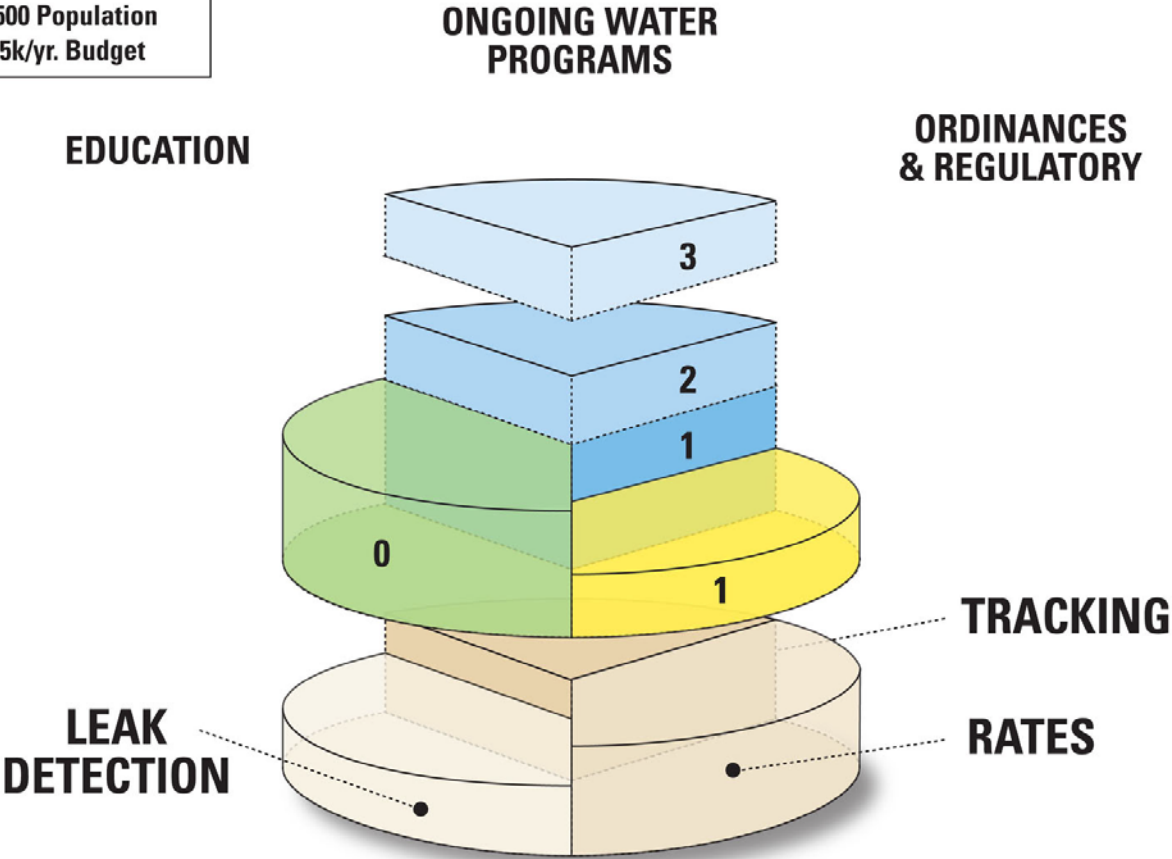 500 Population
5k/yr. Budget
ONGOING WATER
PROGRAMS
EDUCATION
ORDINANCES
& REGULATORY
3
2
1
0
1
TRACKING
RATES
LEAK
DETECTION